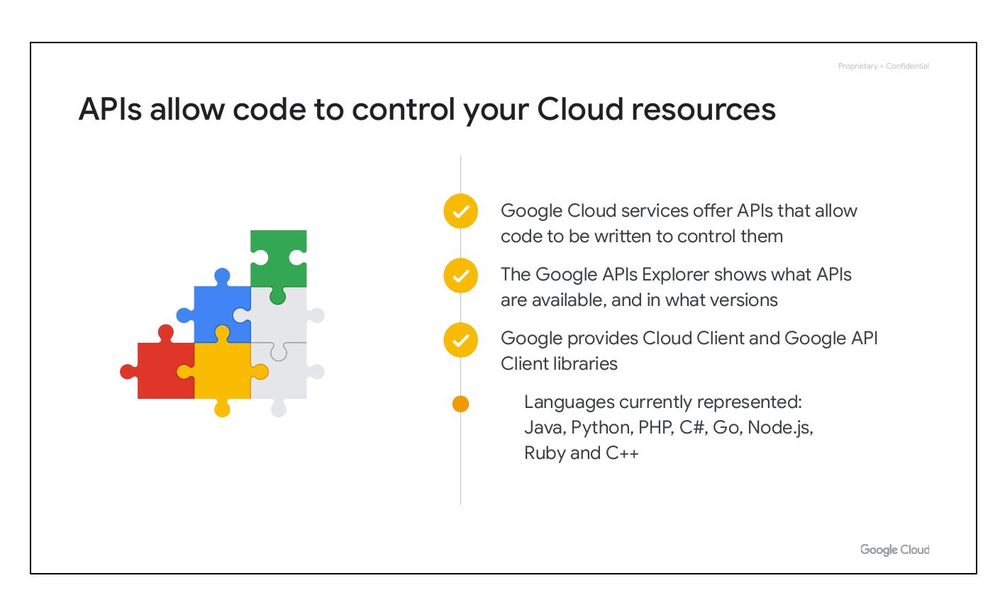 Proprietary + Confidential
APIs allow code to control your Cloud resources
Google Cloud services offer APIs that allow
code to be written to control them
The Google APIs Explorer shows what APIs
are available, and in what versions
Google provides Cloud Client and Google API
Client libraries
Languages currently represented:
Java, Python, PHP, C#, Go, Node.js,
Ruby and C++
Google Cloud